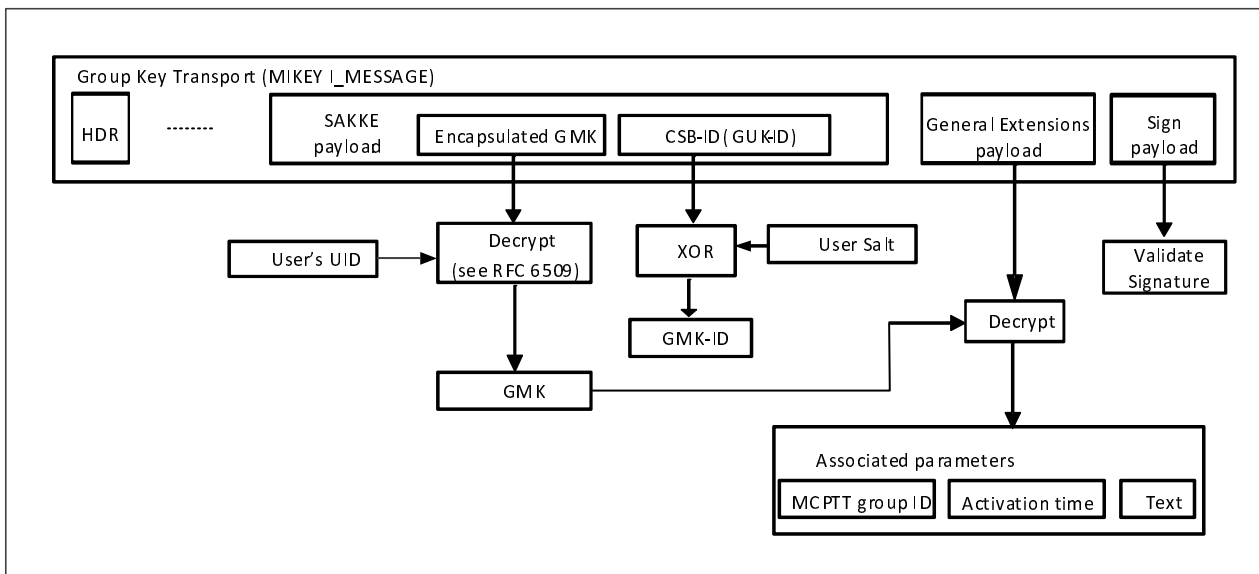 Group Key Transport (MIKEY I_MESSAGE)
HDR
--------
SAKKE
payload
Encapsulated GMK
CSB-ID (GUK-ID)
General Extensions
payload
Sign
payload
User's UID
Decrypt
(see RFC 6509)
XOR
User Salt
Validate
Signature
GMK-ID
Decrypt
GMK
Associated parameters
MCPTT group ID
Activation time
Text